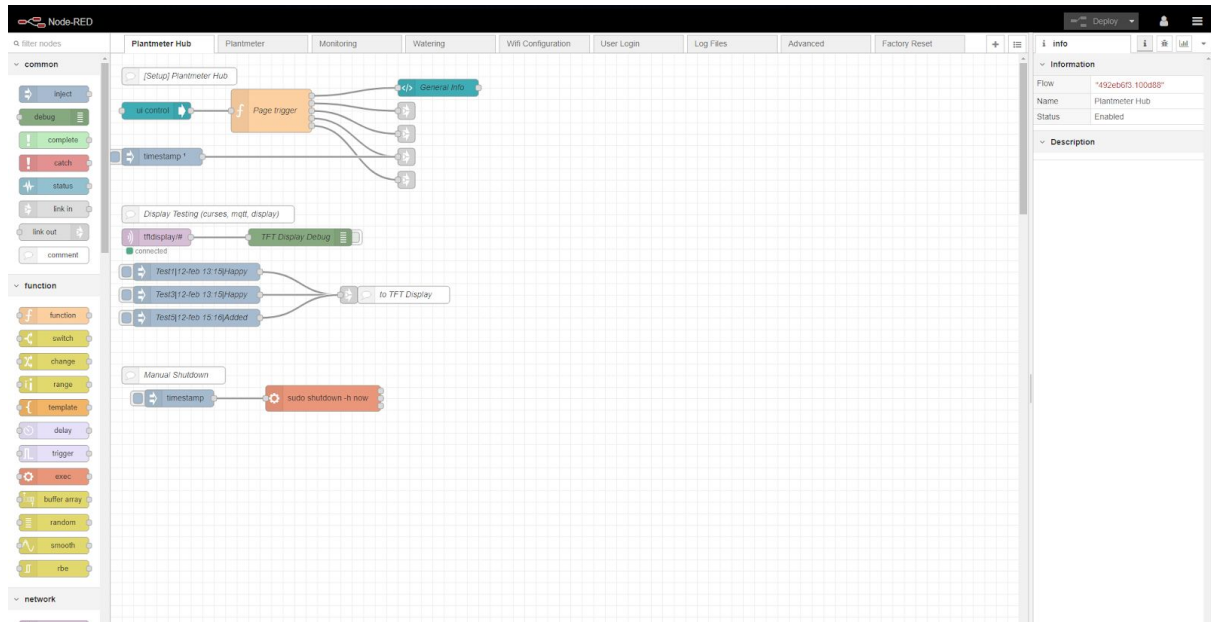 Node-RED
Deploy
filter nodes
Plantmeter Hub
Plantmeter
Monitoring
Watering
Wifi Configuration
User Login
Log Files
Advanced
Factory Reset
info
common
inject
debug
complete
catch
status
link in
link out
comment
function
function
switch
change
range
template
delay
trigger
exec
buffer array
random
smooth
rbe
network
[Setup] Plantmeter Hub
ui control
Page trigger
General Info
timestamp ¹
Display Testing (curses, mqtt, display)
tftdisplay/#
connected
TFT Display Debug
Test1|12-feb 13:15|Happy
Test3|12-feb 13:15|Happy
Test5|12-feb 15:16|Added
to TFT Display
Manual Shutdown
timestamp
sudo shutdown -h now
Information
Flow
"492eb6f3.100d88"
Name
Plantmeter Hub
Status
Enabled
Description